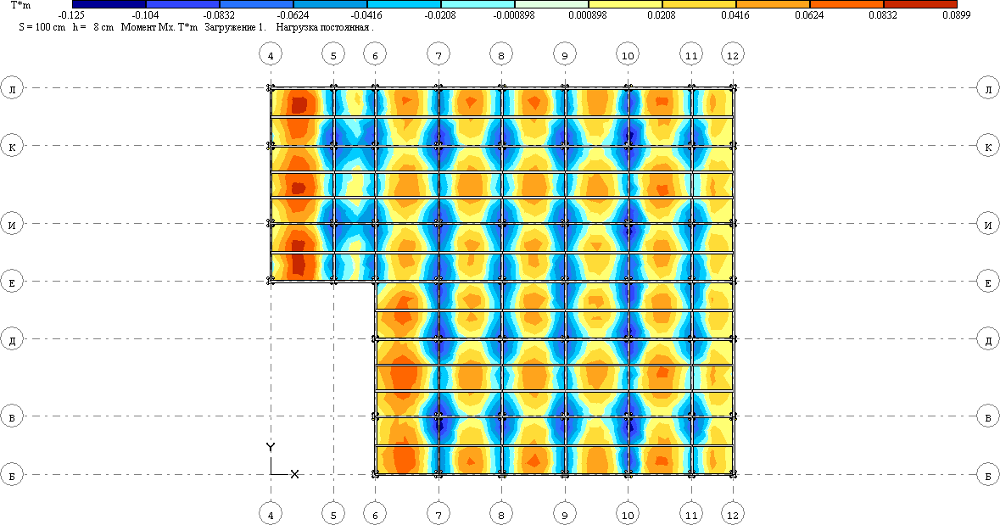 T*m
-0.125 -0.104 -0.0832 -0.0624 -0.0416 -0.0208 -0.000898 0.000898 0.0208 0.0416 0.0624 0.0832 0.0899
S = 100 cm h = 8 cm Момент Mx. T*m Загружение 1. Нагрузка постоянная .
4 5 6 7 8 9 10 11 12
Л Л
К К
И И
Е Е
Д Д
В В
Y
X
Б Б
4 5 6 7 8 9 10 11 12